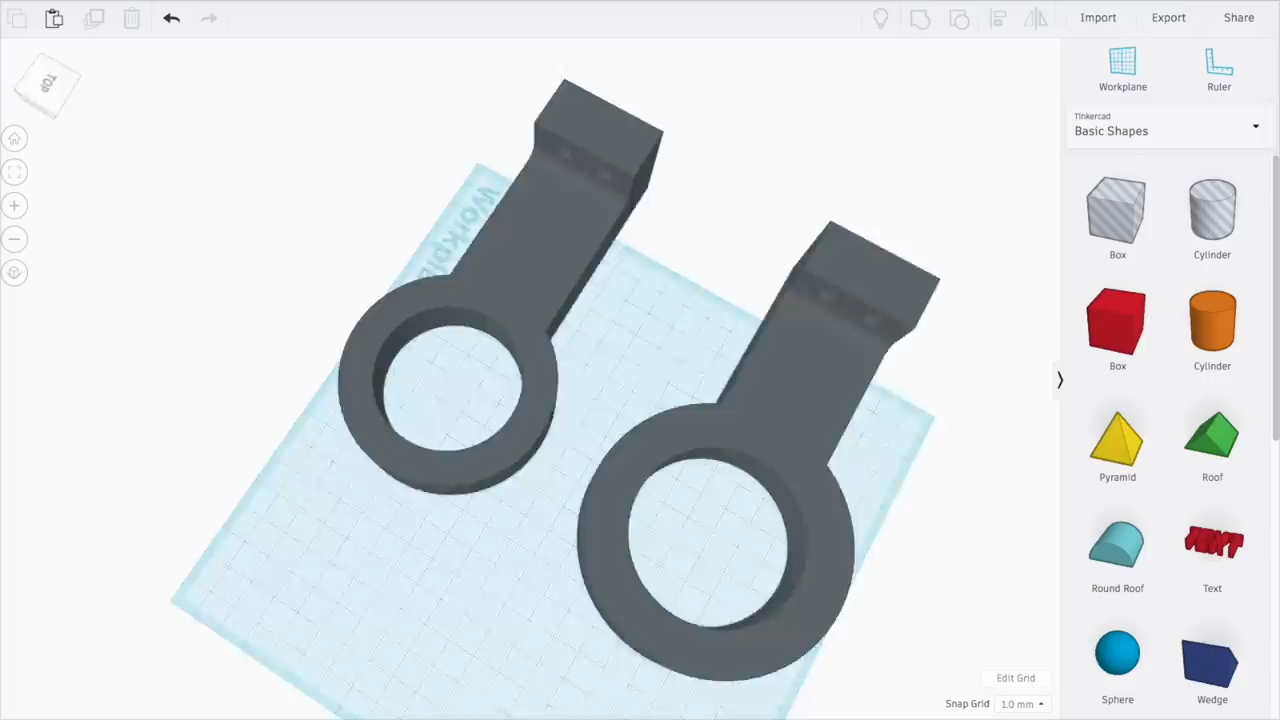 Import Export Share
TOP
Workplane Ruler
Tinkercad
Basic Shapes
Box Cylinder
Box Cylinder
Pyramid Roof
Round Roof Text
Sphere Wedge
Edit Grid
Snap Grid 1.0 mm